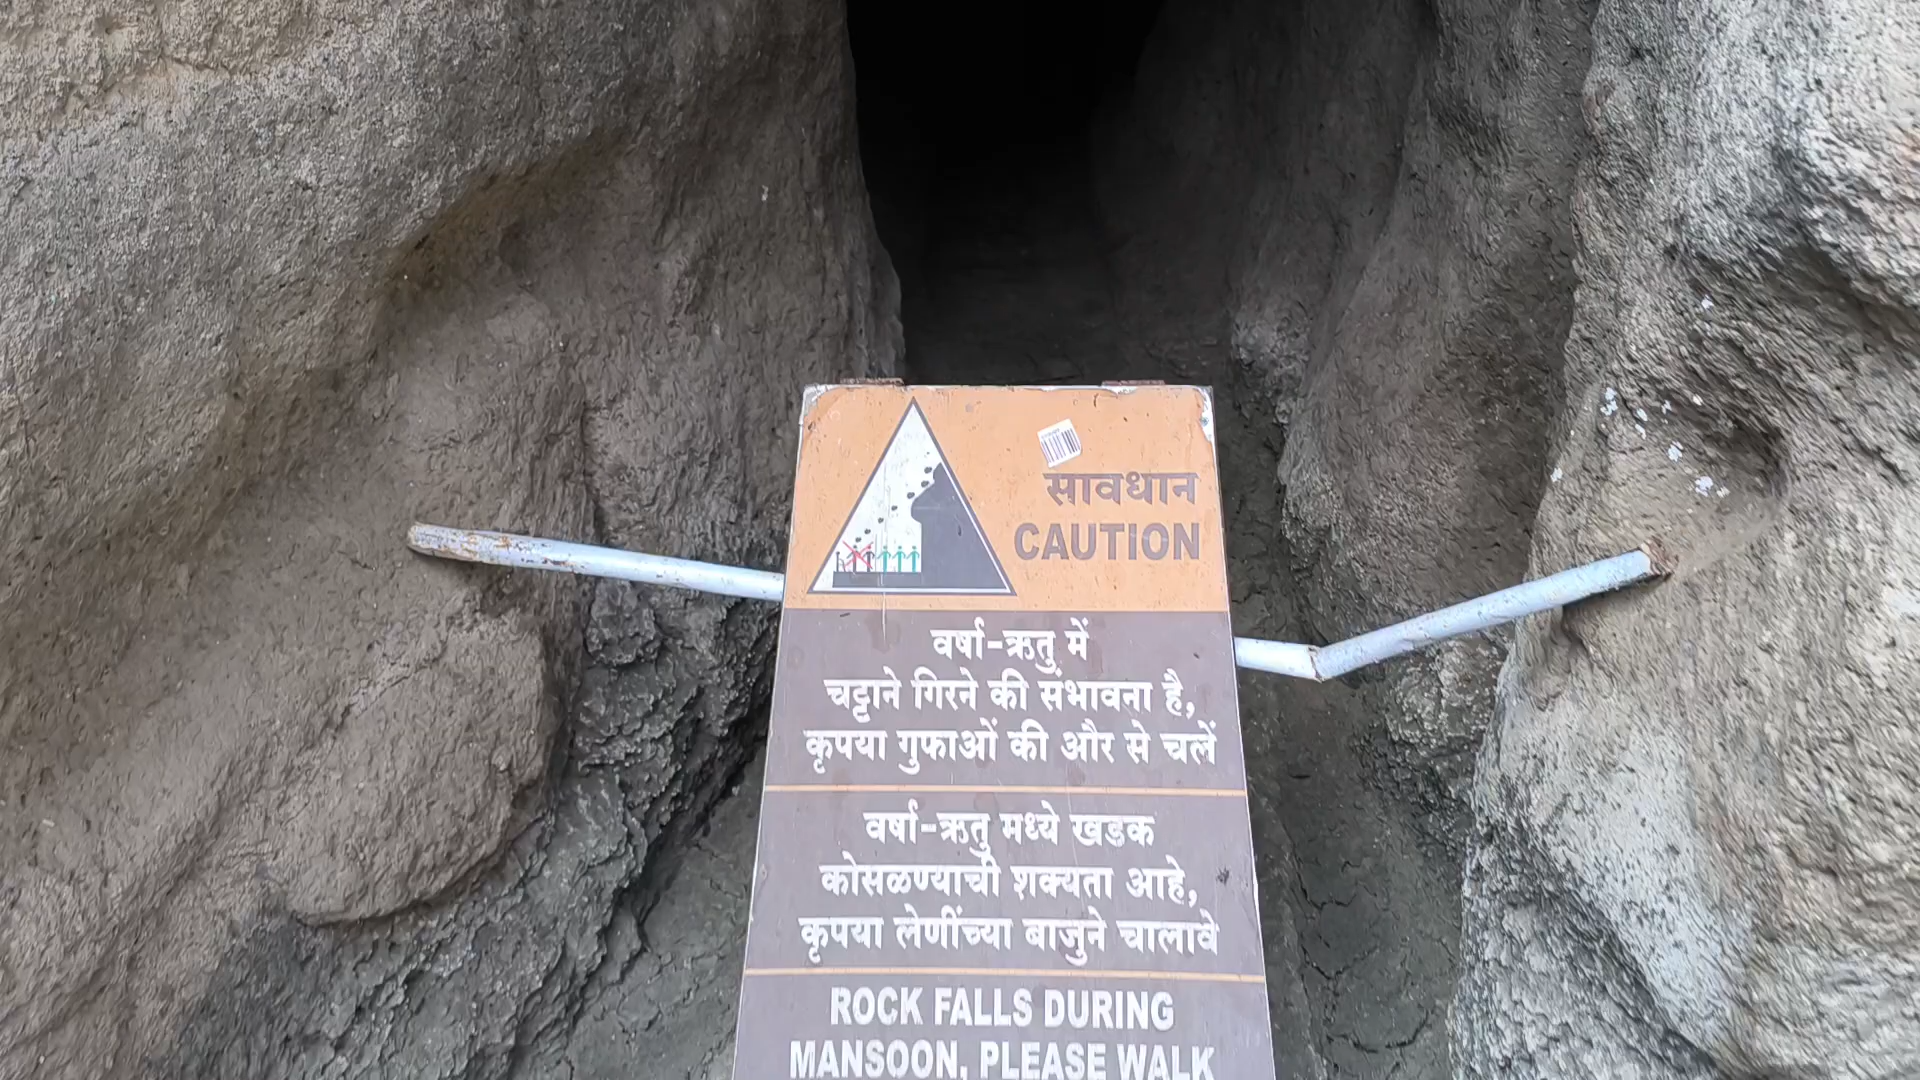 सावधान
CAUTION
वर्षा-ऋतु में
चट्टाने गिरने की संभावना है,
कृपया गुफाओं की और से चलें
वर्षा-ऋतु मध्ये खडक
कोसळण्याची शक्यता आहे,
कृपया लेणींच्या बाजुने चालावे
ROCK FALLS DURING
MANSOON, PLEASE WALK